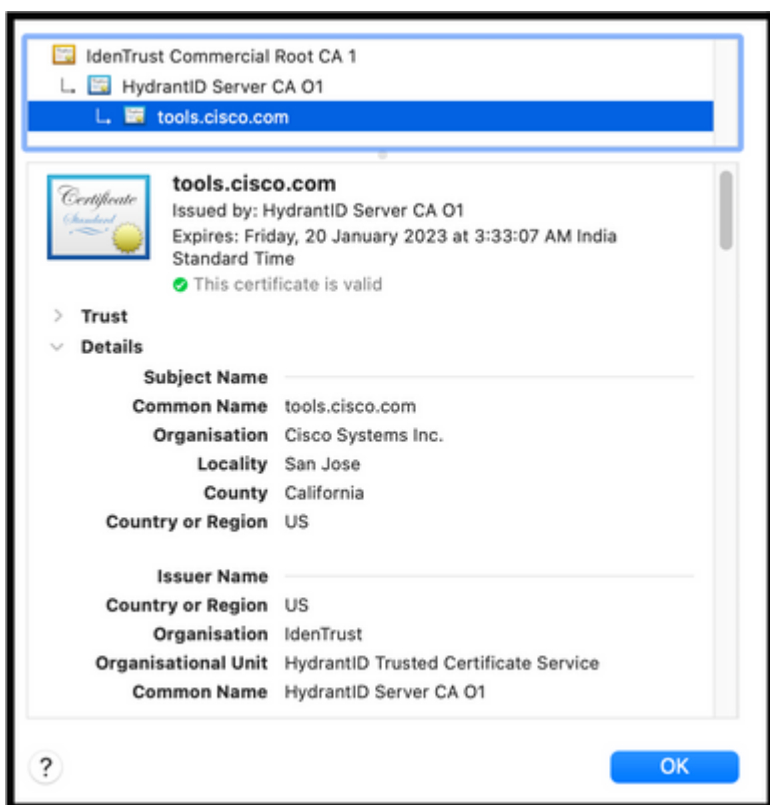 IdenTrust Commercial Root CA 1
HydrantID Server CA O1
tools.cisco.com
Certificate
Standard
tools.cisco.com
Issued by: HydrantID Server CA O1
Expires: Friday, 20 January 2023 at 3:33:07 AM India
Standard Time
This certificate is valid
Trust
Details
Subject Name
Common Name tools.cisco.com
Organisation Cisco Systems Inc.
Locality San Jose
County California
Country or Region US
Issuer Name
Country or Region US
Organisation IdenTrust
Organisational Unit HydrantID Trusted Certificate Service
Common Name HydrantID Server CA O1
?
OK